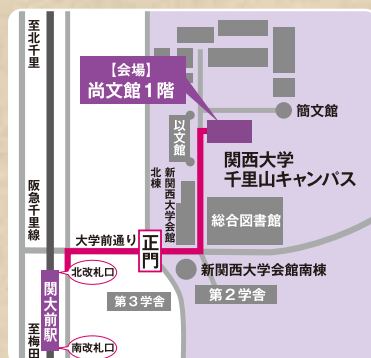 至北千里
【会場】
尚文館1階
簡文館
以文館
関西大学
千里山キャンパス
新関西大学会館
北棟
阪急千里線
総合図書館
大学前通り
正門
北改札口
新関西大学会館南棟
関大前駅
第3学舎
第2学舎
至梅田
南改札口